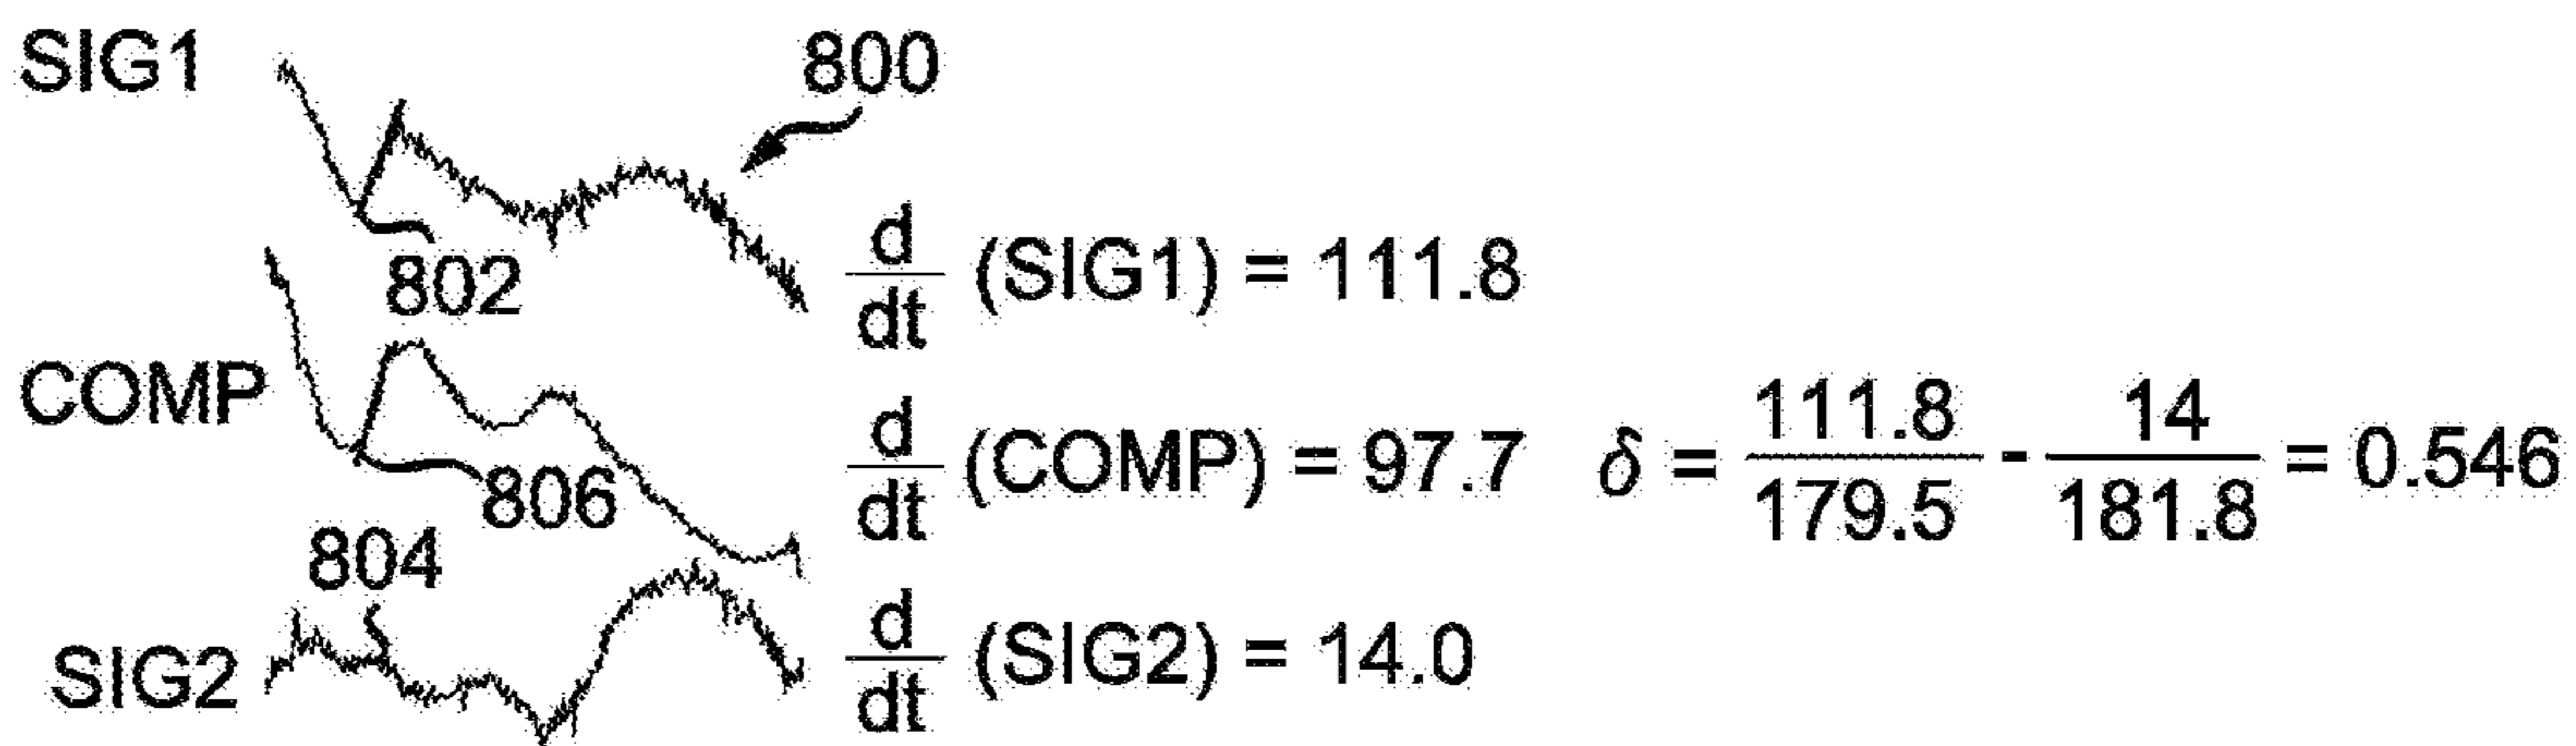 SIG1
800
802
d/dt (SIG1) = 111.8
COMP
806
d/dt (COMP) = 97.7
δ = 111.8/179.5 - 14/181.8 = 0.546
804
SIG2
d/dt (SIG2) = 14.0